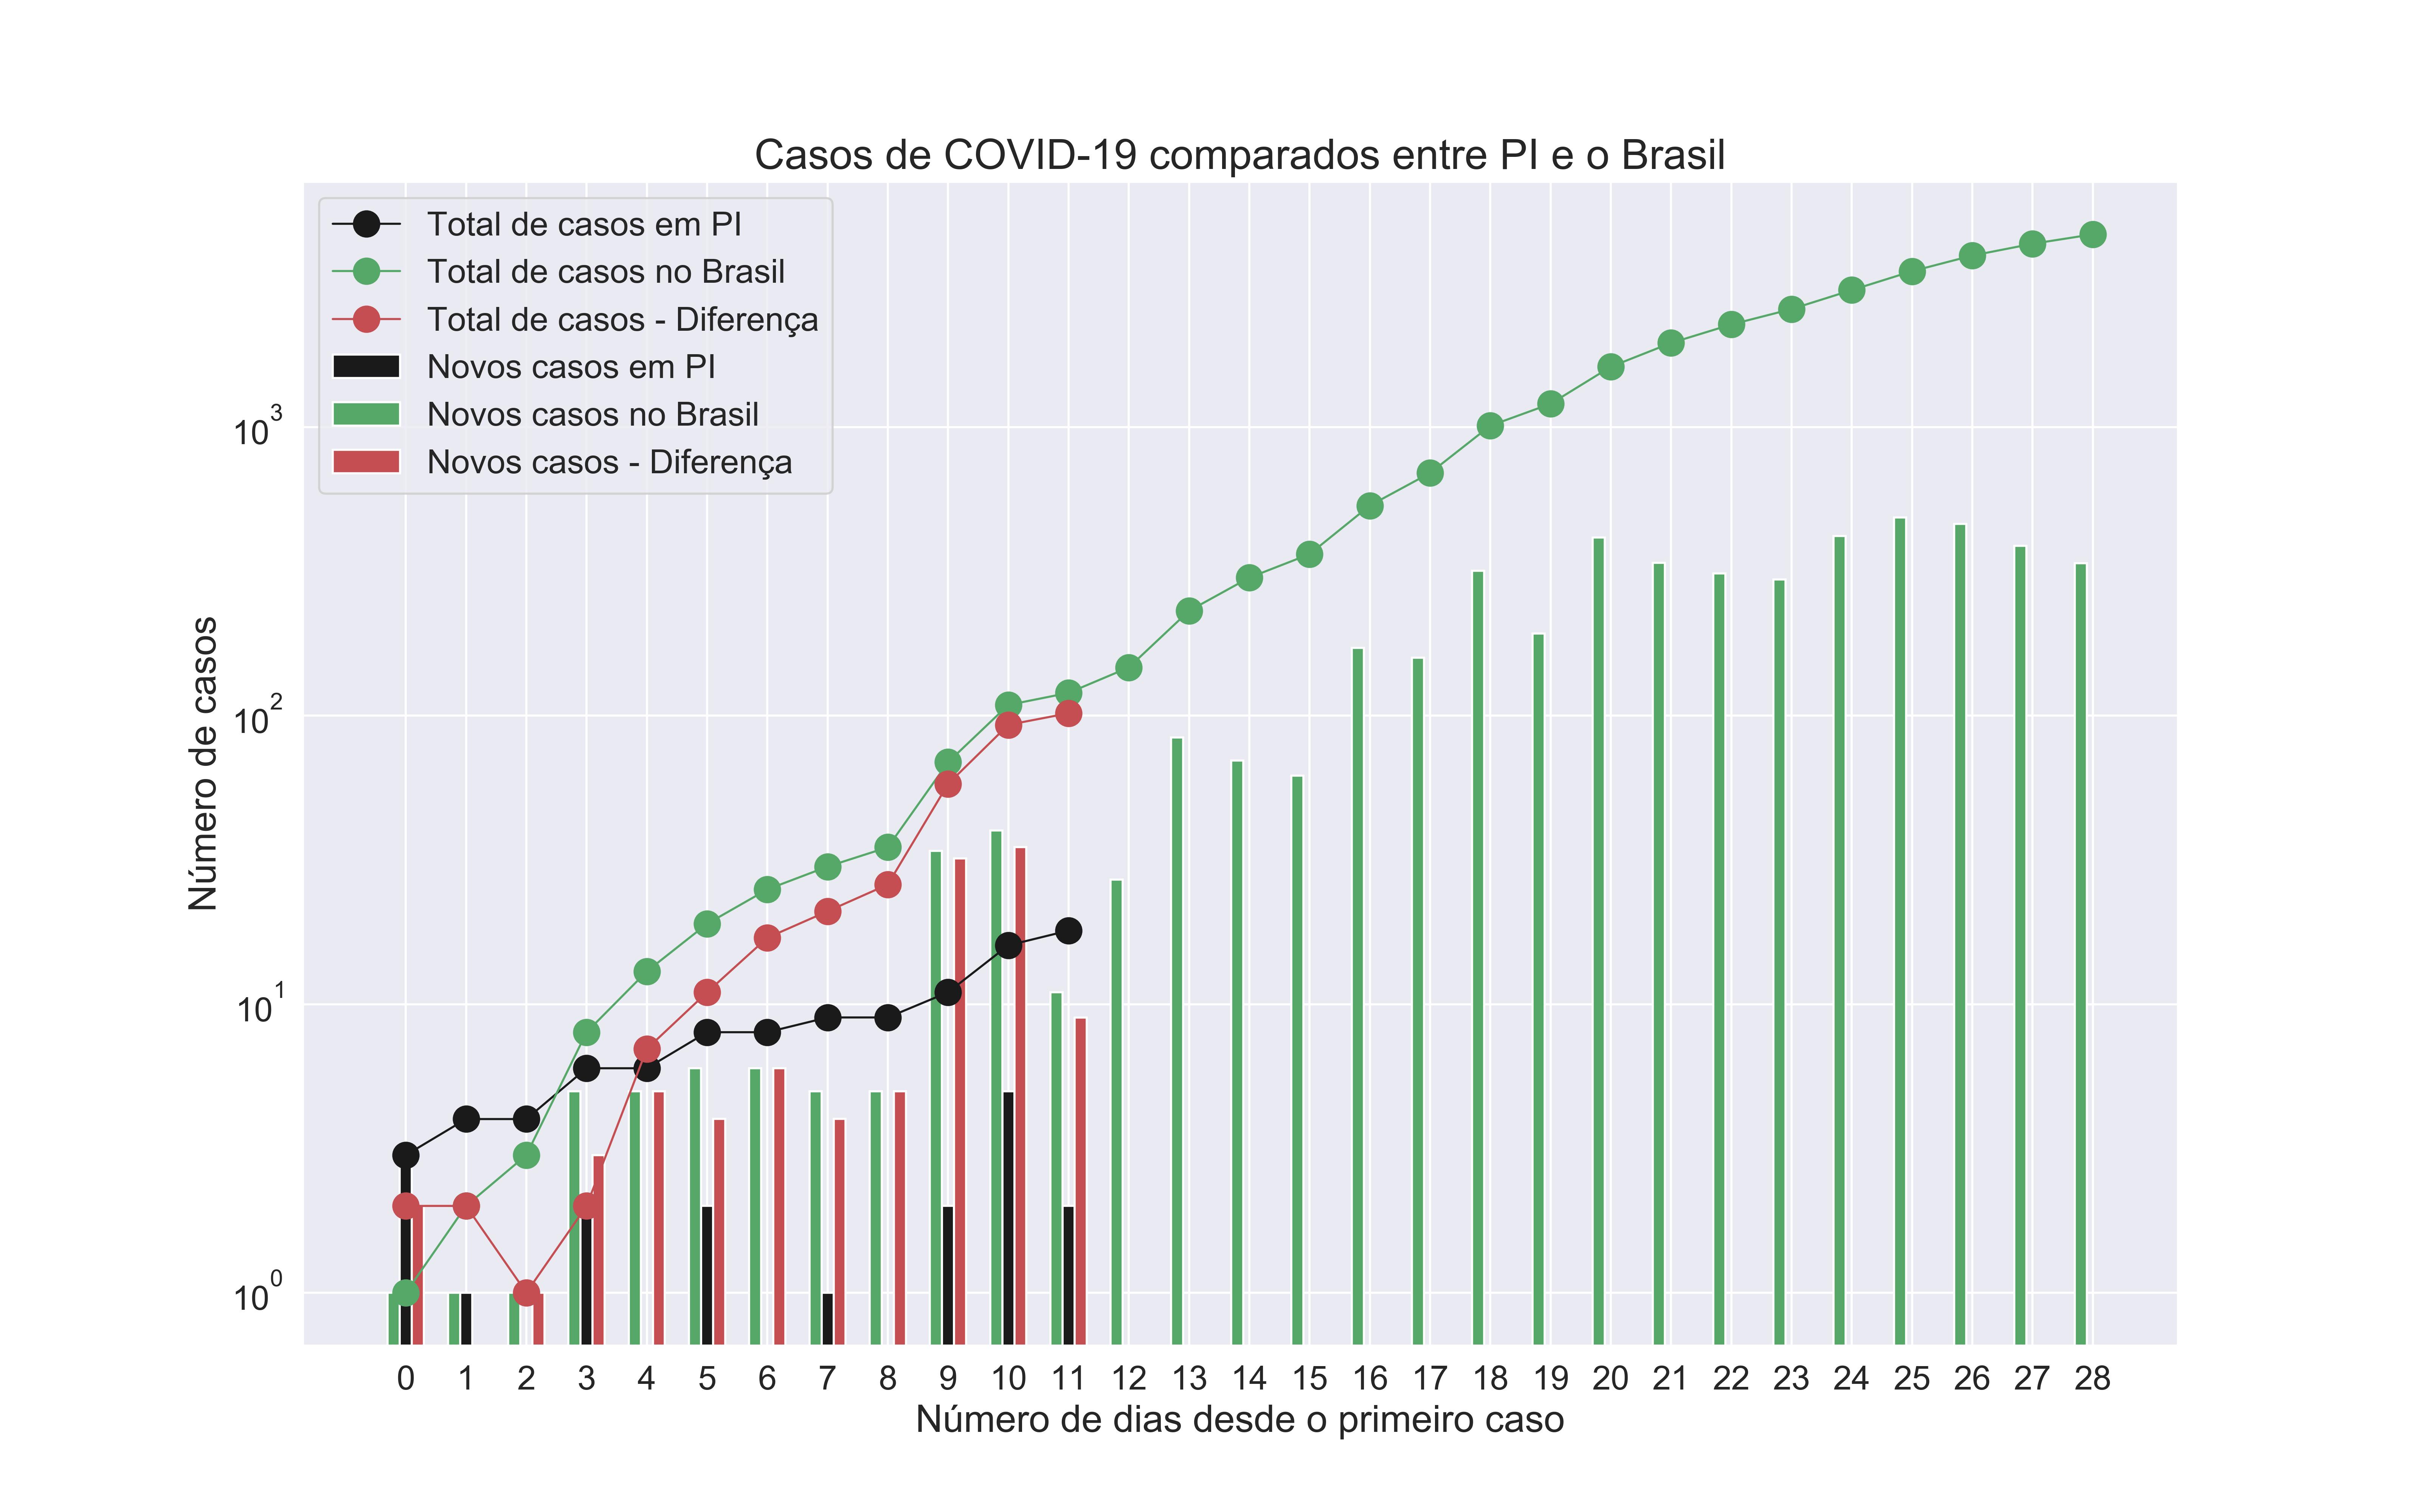 Casos de COVID-19 comparados entre PI e o Brasil
Total de casos em PI
Total de casos no Brasil
Total de casos - Diferença
Novos casos em PI
Novos casos no Brasil
Novos casos - Diferença
10³
10²
10¹
10⁰
Número de casos
0 1 2 3 4 5 6 7 8 9 10 11 12 13 14 15 16 17 18 19 20 21 22 23 24 25 26 27 28
Número de dias desde o primeiro caso